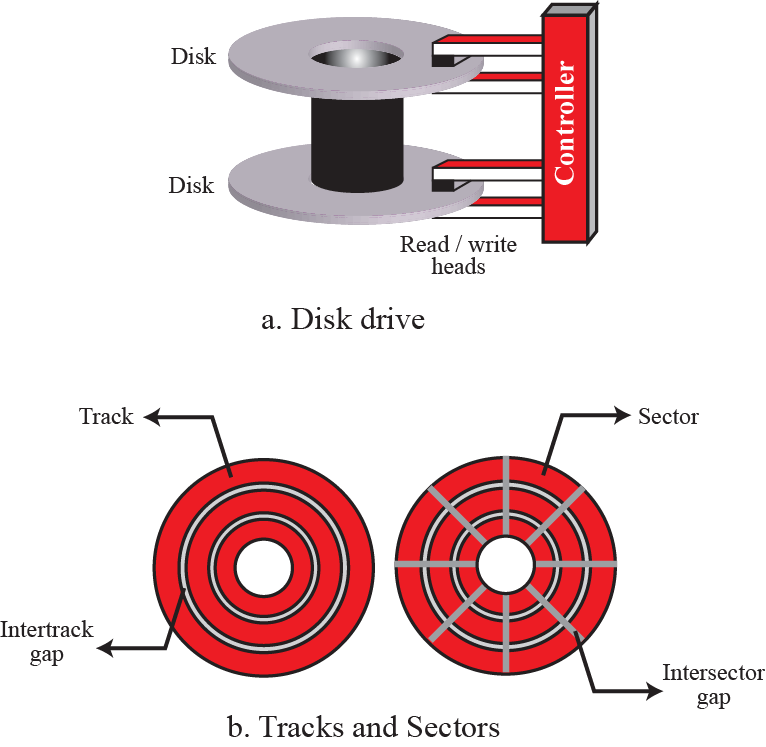 Disk
Controller
Disk
Read / write
heads
a. Disk drive
Track
Sector
Intertrack
gap
Intersector
gap
b. Tracks and Sectors